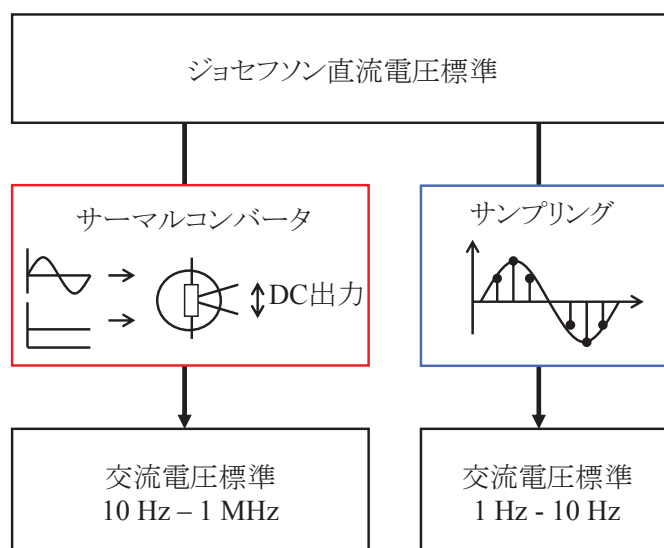 ジョセフソン直流電圧標準
サーマルコンバータ
DC出力
サンプリング
交流電圧標準
10 Hz – 1 MHz
交流電圧標準
1 Hz - 10 Hz